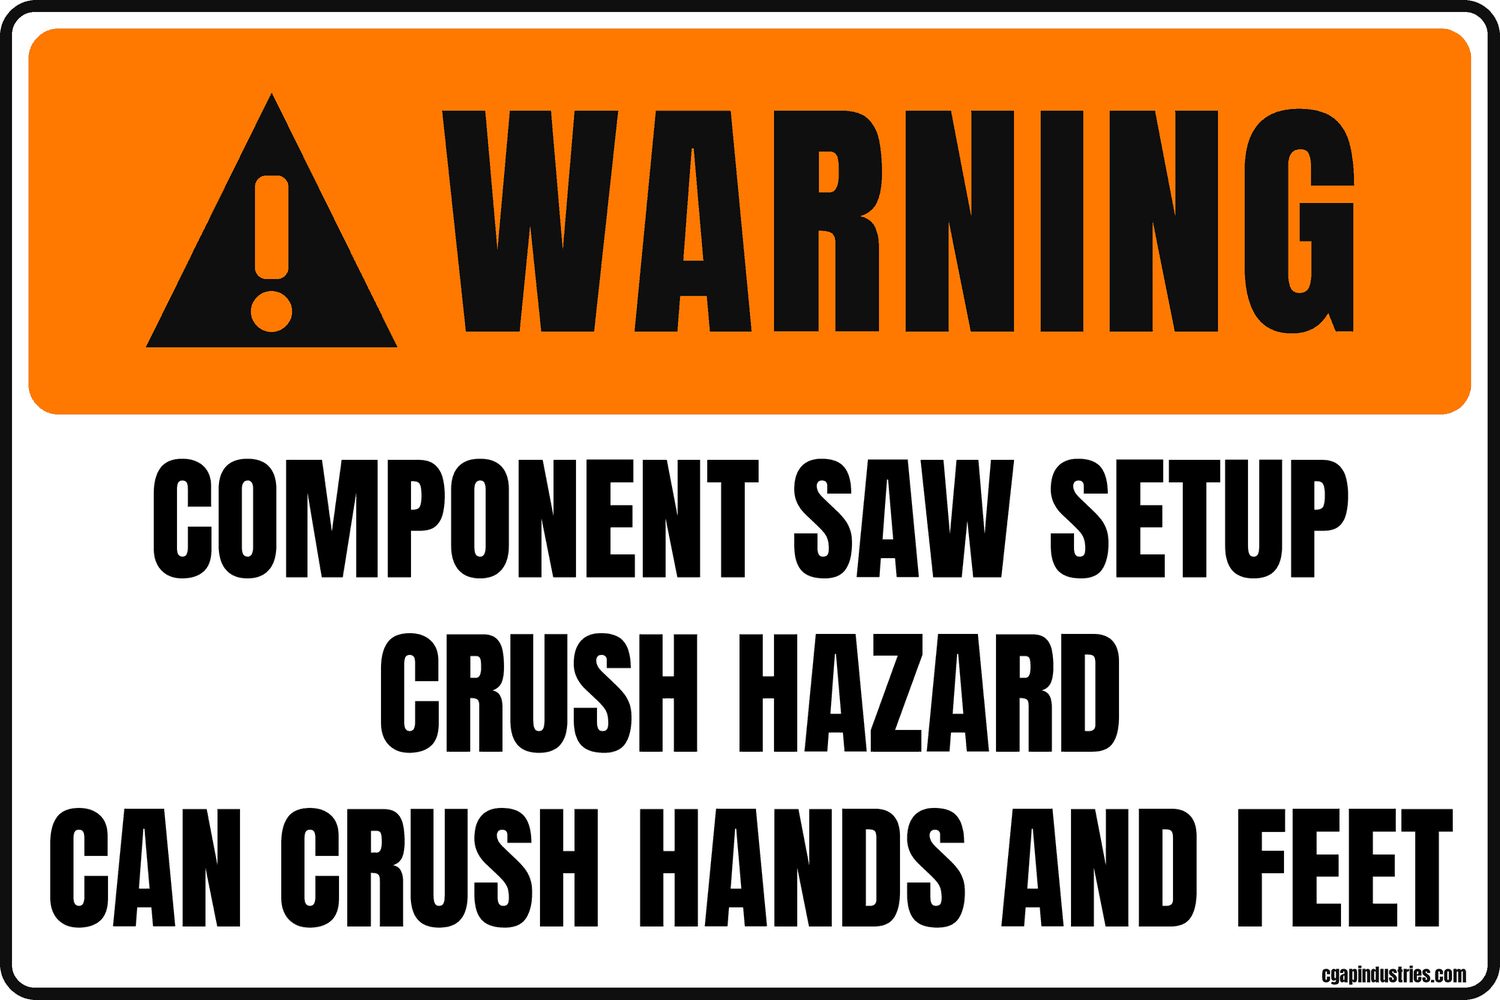 WARNING
COMPONENT SAW SETUP
CRUSH HAZARD
CAN CRUSH HANDS AND FEET
cgapindustries.com